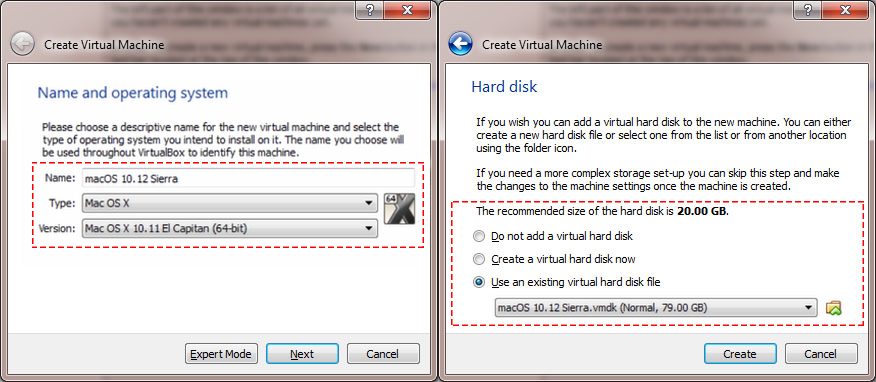 Create Virtual Machine
Name and operating system
Please choose a descriptive name for the new virtual machine and select the
type of operating system you intend to install on it. The name you choose will
be used throughout VirtualBox to identify this machine.
Name: macOS 10.12 Sierra
Type: Mac OS X
64
X
Version: Mac OS X 10.11 El Capitan (64-bit)
Expert Mode Next Cancel
Create Virtual Machine
Hard disk
If you wish you can add a virtual hard disk to the new machine. You can either
create a new hard disk file or select one from the list or from another location
using the folder icon.
If you need a more complex storage set-up you can skip this step and make
the changes to the machine settings once the machine is created.
The recommended size of the hard disk is 20.00 GB.
Do not add a virtual hard disk
Create a virtual hard disk now
Use an existing virtual hard disk file
macOS 10.12 Sierra.vmdk (Normal, 79.00 GB)
Create Cancel